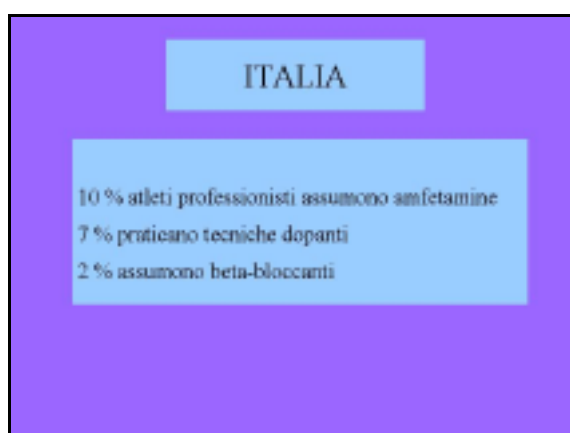 ITALIA
10 % atleti professionisti assumono amfetamine
7 % praticano tecniche dopanti
2 % assumono beta-bloccanti